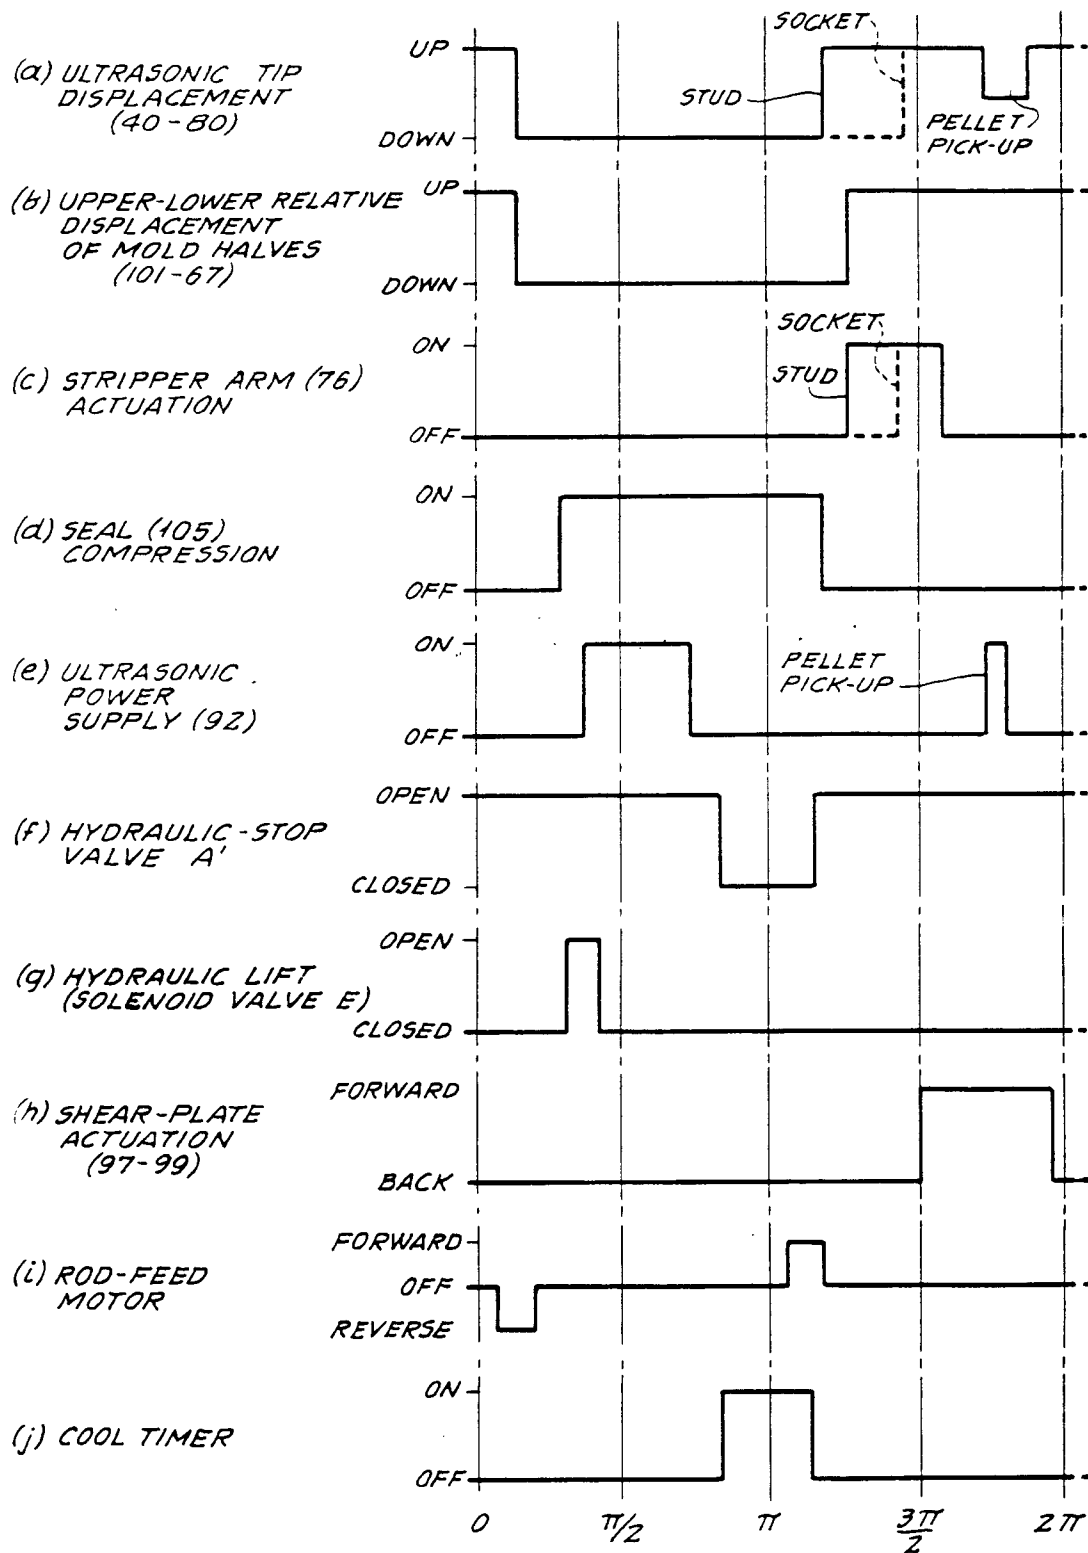 SOCKET
(a) ULTRASONIC TIP
DISPLACEMENT
(40-80)
UP
DOWN
STUD
PELLET
PICK-UP
(b) UPPER-LOWER RELATIVE
DISPLACEMENT
OF MOLD HALVES
(101-67)
UP
DOWN
SOCKET
(c) STRIPPER ARM (76)
ACTUATION
ON
OFF
STUD
(d) SEAL (105)
COMPRESSION
ON
OFF
(e) ULTRASONIC
POWER
SUPPLY (92)
ON
OFF
PELLET
PICK-UP
(f) HYDRAULIC-STOP
VALVE A'
OPEN
CLOSED
(g) HYDRAULIC LIFT
(SOLENOID VALVE E)
OPEN
CLOSED
(h) SHEAR-PLATE
ACTUATION
(97-99)
FORWARD
BACK
(i) ROD-FEED
MOTOR
FORWARD
OFF
REVERSE
(j) COOL TIMER
ON
OFF
0 π/2 π 3π/2 2π